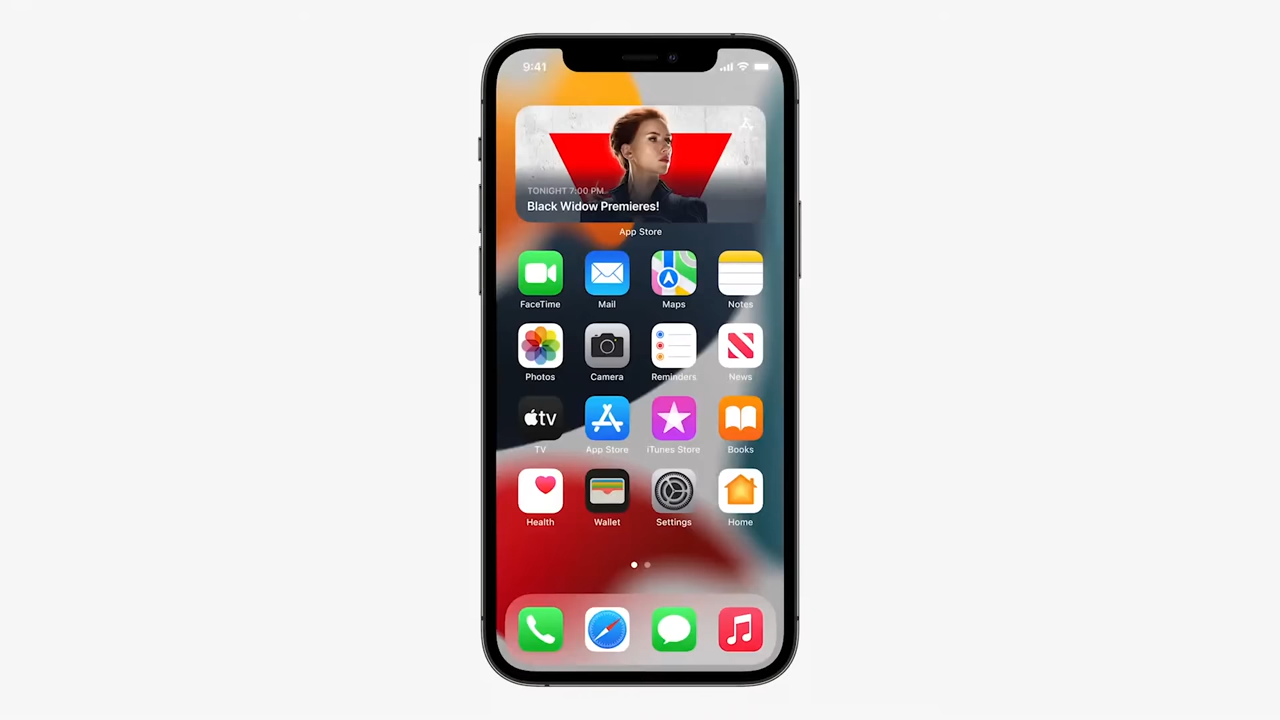 9:41
TONIGHT 7:00 PM
Black Widow Premieres!
App Store
FaceTime Mail Maps Notes
Photos Camera Reminders News
tv
TV App Store iTunes Store Books
Health Wallet Settings Home